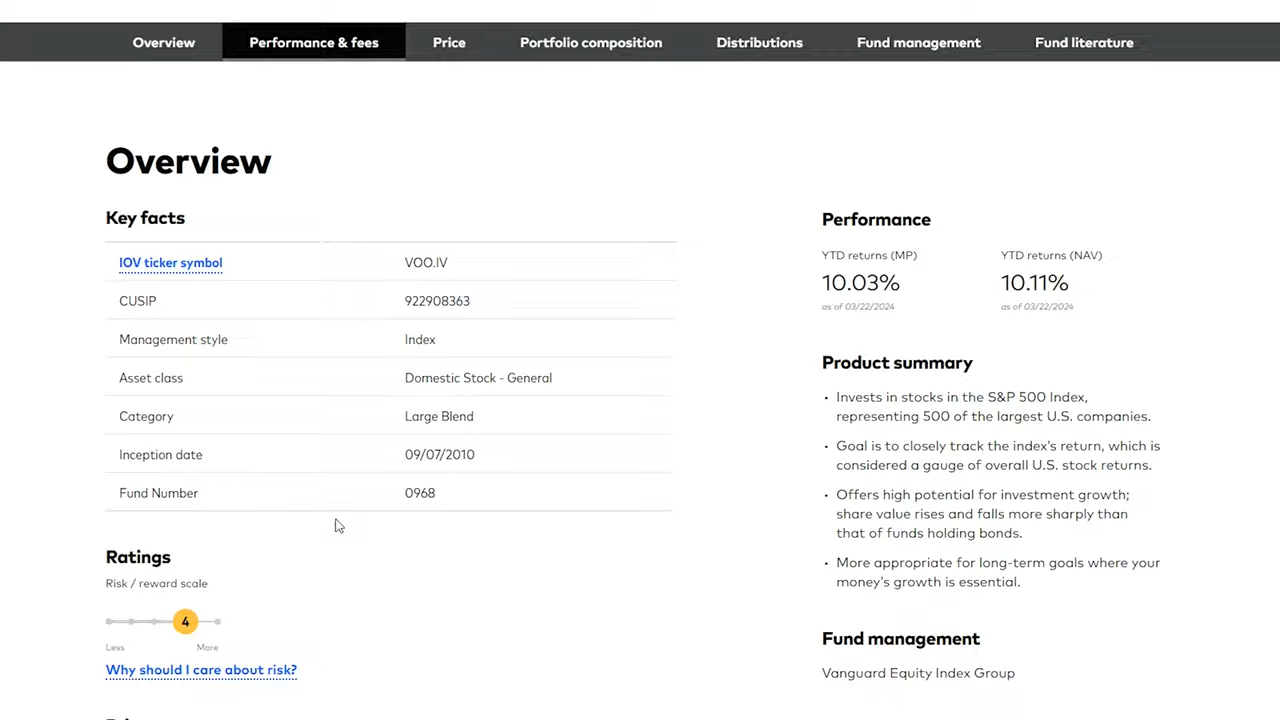 Overview Performance & fees Price Portfolio composition Distributions Fund management Fund literature
Overview
Key facts
IOV ticker symbol VOO.IV
CUSIP 922908363
Management style Index
Asset class Domestic Stock - General
Category Large Blend
Inception date 09/07/2010
Fund Number 0968
Ratings
Risk / reward scale
4
Less More
Why should I care about risk?
Performance
YTD returns (MP) YTD returns (NAV)
10.03% 10.11%
as of 03/22/2024 as of 03/22/2024
Product summary
• Invests in stocks in the S&P 500 Index,
representing 500 of the largest U.S. companies.
• Goal is to closely track the index's return, which is
considered a gauge of overall U.S. stock returns.
• Offers high potential for investment growth;
share value rises and falls more sharply than
that of funds holding bonds.
• More appropriate for long-term goals where your
money's growth is essential.
Fund management
Vanguard Equity Index Group